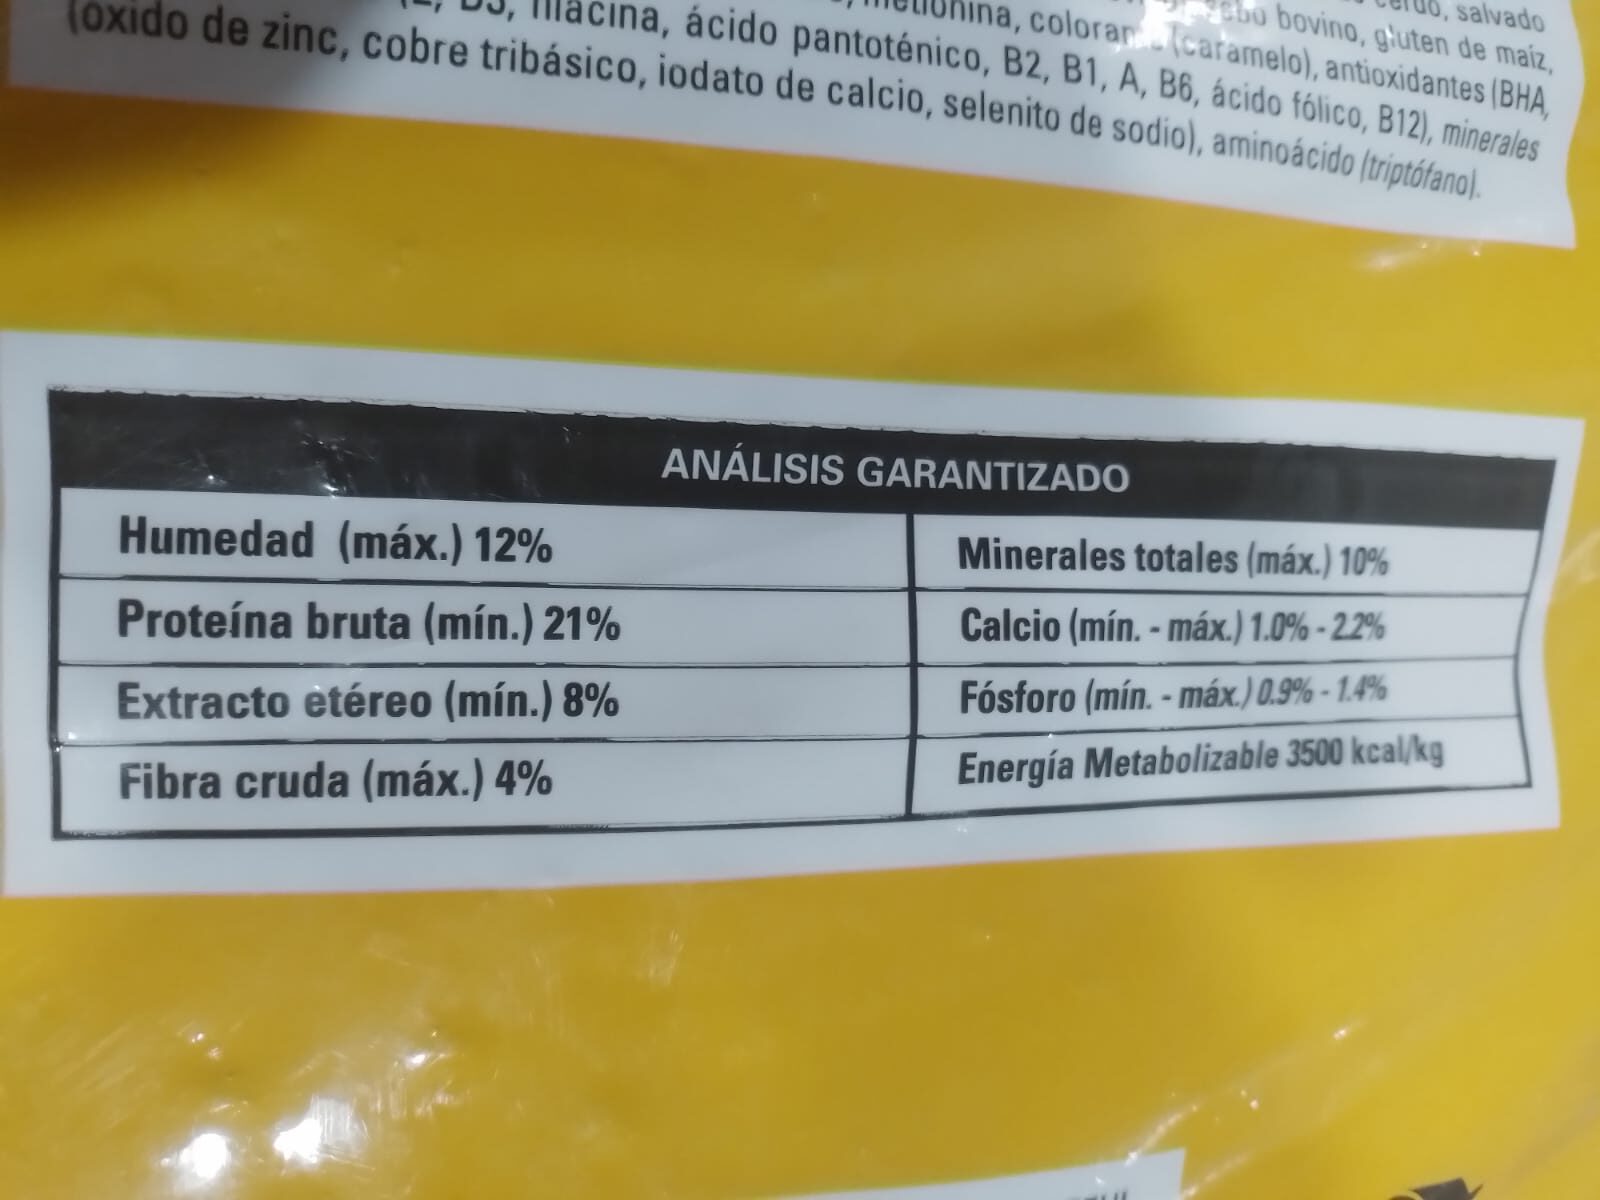 salvado
bovino, gluten de maíz,
niacina, ácido pantoténico, B2, B1, A, B6, ácido fólico, B12), minerales
(caramelo), antioxidantes (BHA,
(óxido de zinc, cobre tribásico, iodato de calcio, selenito de sodio), aminoácido (triptófano).
ANÁLISIS GARANTIZADO
Humedad (máx.) 12%
Minerales totales (máx.) 10%
Proteína bruta (mín.) 21%
Calcio (mín. - máx.) 1.0% - 2.2%
Extracto etéreo (mín.) 8%
Fósforo (mín. - máx.) 0.9% - 1.4%
Fibra cruda (máx.) 4%
Energía Metabolizable 3500 kcal/kg